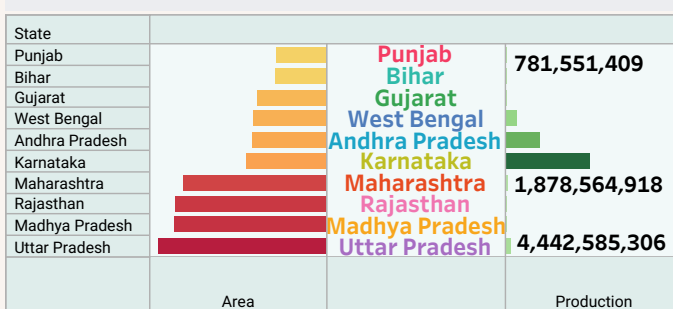 State
Punjab Punjab 781,551,409
Bihar Bihar
Gujarat Gujarat
West Bengal West Bengal
Andhra Pradesh Andhra Pradesh
Karnataka Karnataka
Maharashtra Maharashtra 1,878,564,918
Rajasthan Rajasthan
Madhya Pradesh Madhya Pradesh
Uttar Pradesh Uttar Pradesh 4,442,585,306
Area Production